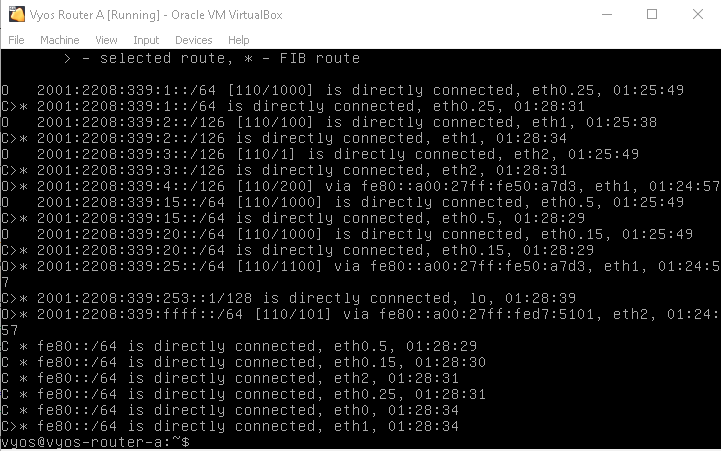 Vyos Router A [Running] - Oracle VM VirtualBox
File Machine View Input Devices Help
> - selected route, * - FIB route
O   2001:2208:339:1::/64 [110/1000] is directly connected, eth0.25, 01:25:49
C>* 2001:2208:339:1::/64 is directly connected, eth0.25, 01:28:31
O   2001:2208:339:2::/126 [110/100] is directly connected, eth1, 01:25:38
C>* 2001:2208:339:2::/126 is directly connected, eth1, 01:28:34
O   2001:2208:339:3::/126 [110/1] is directly connected, eth2, 01:25:49
C>* 2001:2208:339:3::/126 is directly connected, eth2, 01:28:31
O>* 2001:2208:339:4::/126 [110/200] via fe80::a00:27ff:fe50:a7d3, eth1, 01:24:57
O   2001:2208:339:15::/64 [110/1000] is directly connected, eth0.5, 01:25:49
C>* 2001:2208:339:15::/64 is directly connected, eth0.5, 01:28:29
O   2001:2208:339:20::/64 [110/1000] is directly connected, eth0.15, 01:25:49
C>* 2001:2208:339:20::/64 is directly connected, eth0.15, 01:28:29
O>* 2001:2208:339:25::/64 [110/1100] via fe80::a00:27ff:fe50:a7d3, eth1, 01:24:5
7
C>* 2001:2208:339:253::1/128 is directly connected, lo, 01:28:39
O>* 2001:2208:339:ffff::/64 [110/101] via fe80::a00:27ff:fed7:5101, eth2, 01:24:
57
C * fe80::/64 is directly connected, eth0.5, 01:28:29
C * fe80::/64 is directly connected, eth0.15, 01:28:30
C * fe80::/64 is directly connected, eth2, 01:28:31
C * fe80::/64 is directly connected, eth0.25, 01:28:31
C * fe80::/64 is directly connected, eth0, 01:28:34
C>* fe80::/64 is directly connected, eth1, 01:28:34
vyos@vyos-router-a:~$